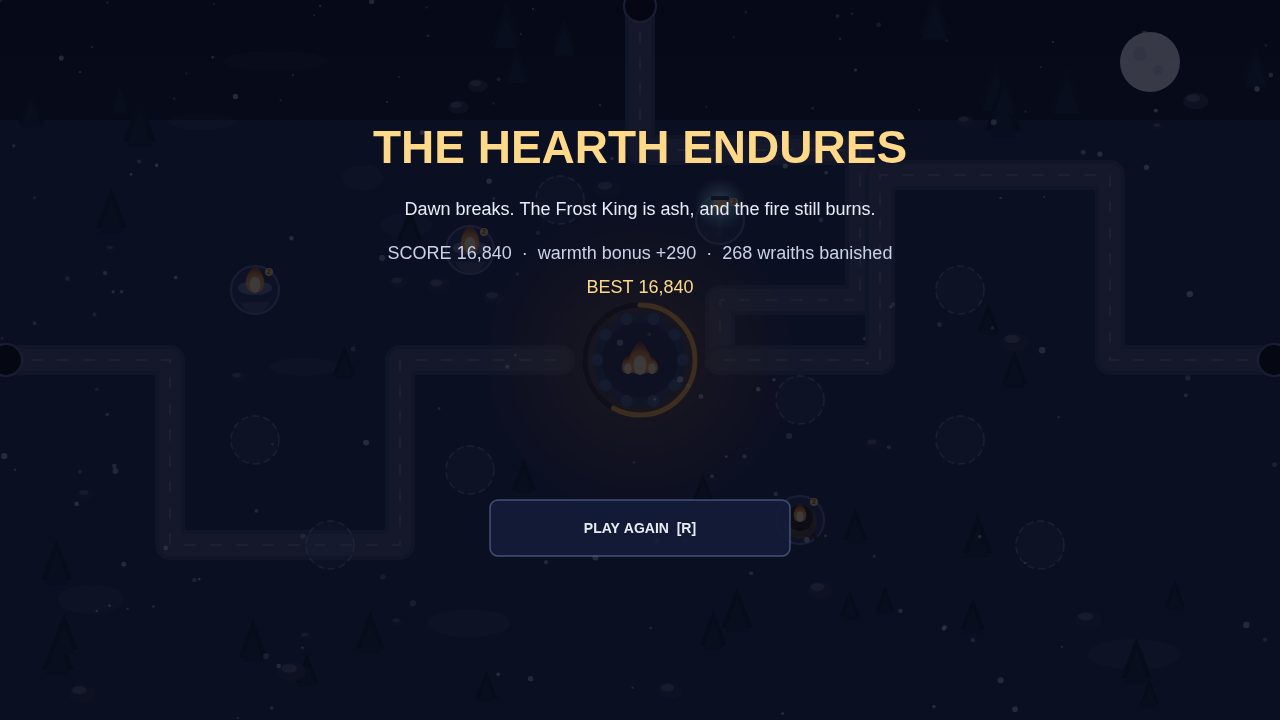 THE HEARTH ENDURES
Dawn breaks. The Frost King is ash, and the fire still burns.
SCORE 16,840 · warmth bonus +290 · 268 wraiths banished
BEST 16,840
PLAY AGAIN [R]